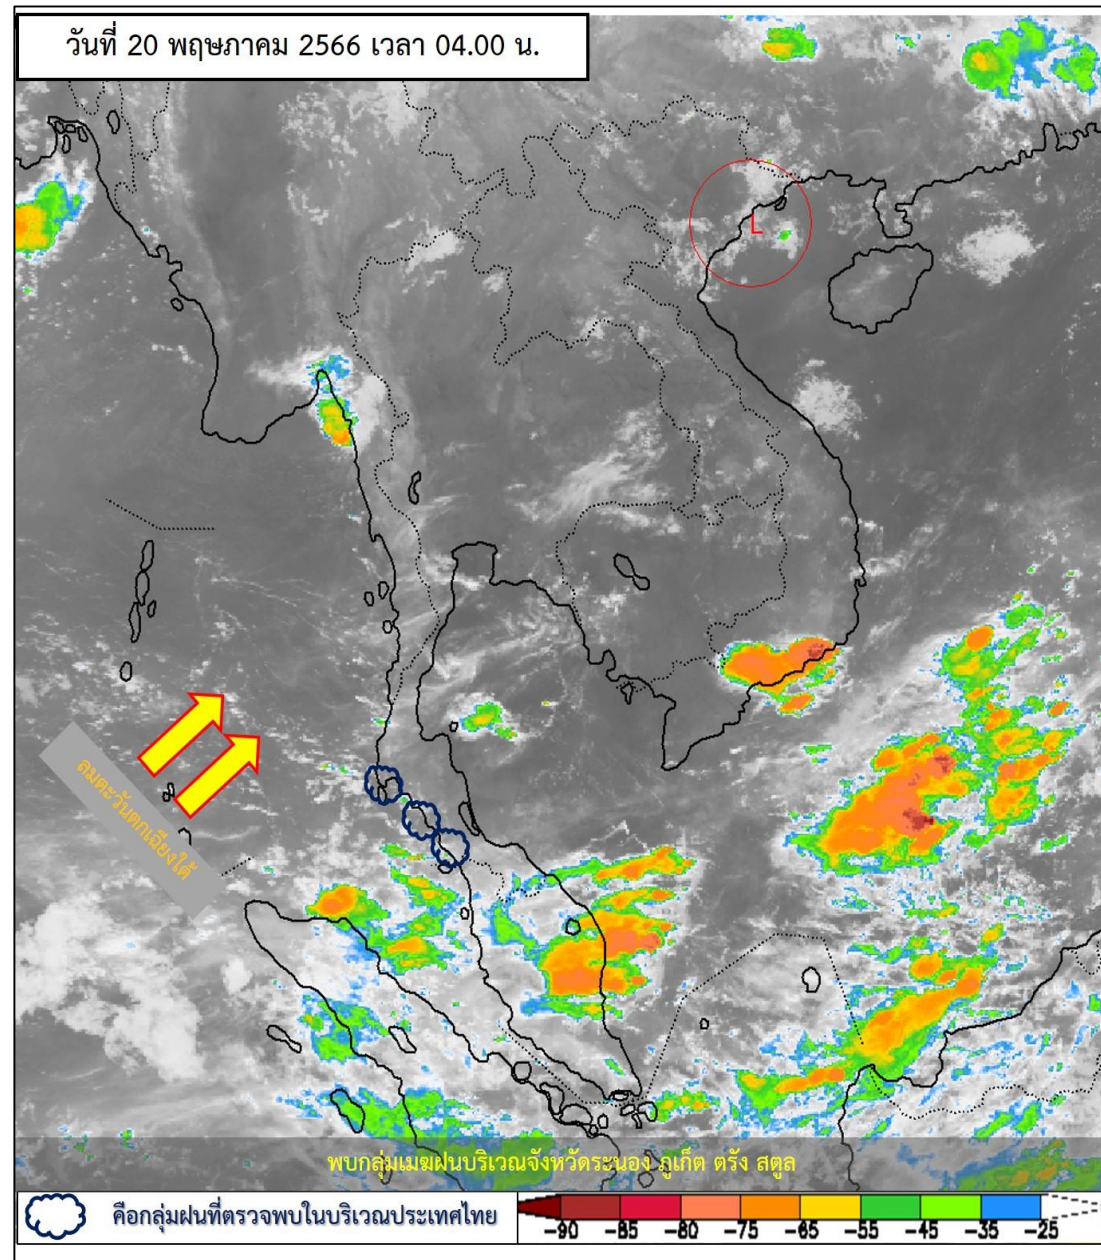 วันที่ 20 พฤษภาคม 2566 เวลา 04.00 น.
L
ลมตะวันตกเฉียงใต้
พบกลุ่มเมฆฝนบริเวณจังหวัดระนอง ภูเก็ต ตรัง สตูล
คือกลุ่มฝนที่ตรวจพบในบริเวณประเทศไทย
-90 -85 -80 -75 -65 -55 -45 -35 -25